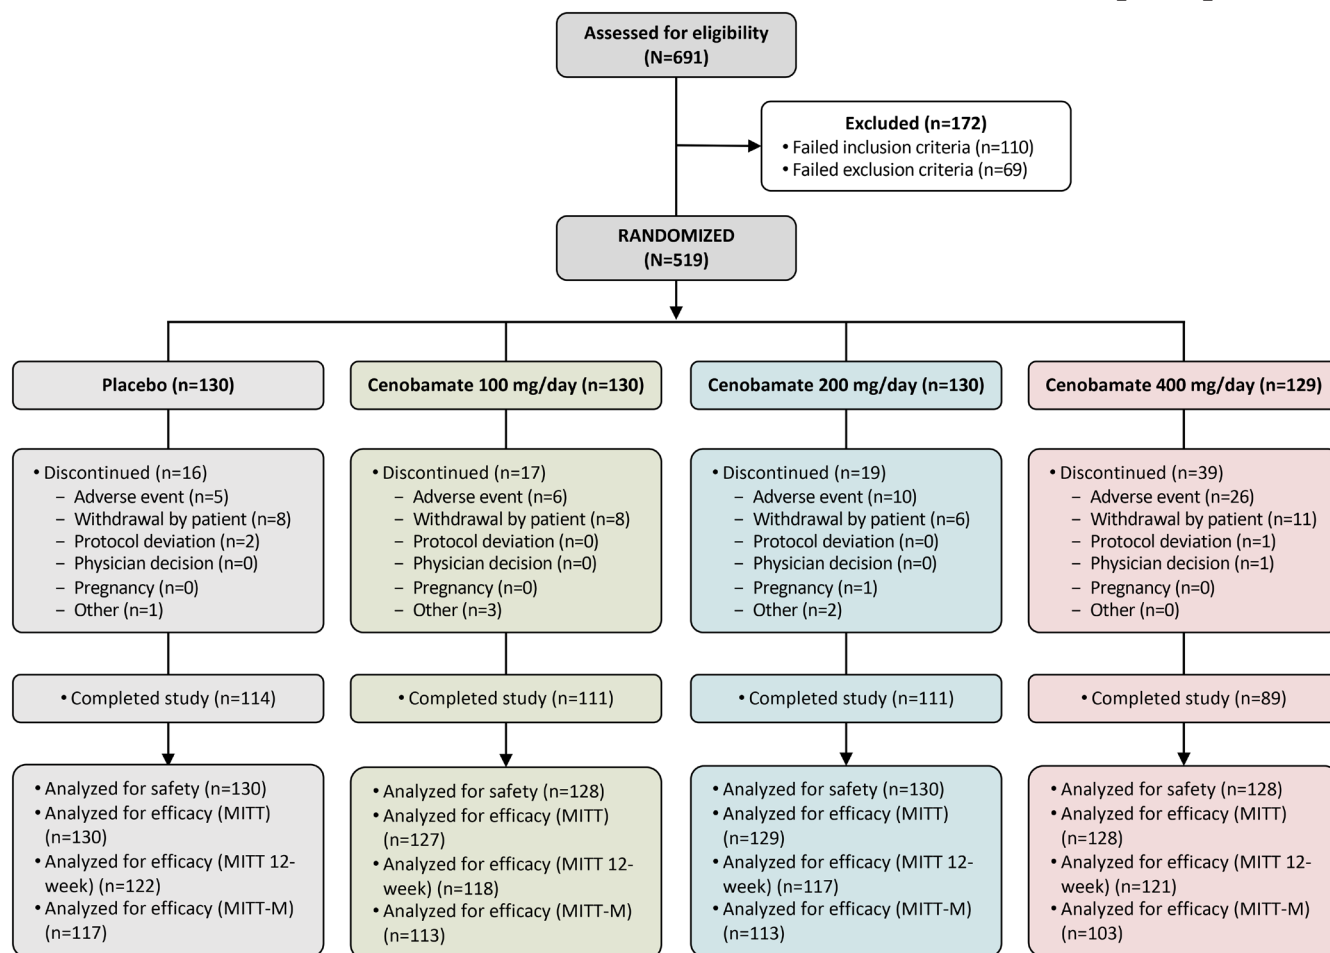 Assessed for eligibility
(N=691)
Excluded (n=172)
• Failed inclusion criteria (n=110)
• Failed exclusion criteria (n=69)
RANDOMIZED
(N=519)
Placebo (n=130)
• Discontinued (n=16)
– Adverse event (n=5)
– Withdrawal by patient (n=8)
– Protocol deviation (n=2)
– Physician decision (n=0)
– Pregnancy (n=0)
– Other (n=1)
• Completed study (n=114)
• Analyzed for safety (n=130)
• Analyzed for efficacy (MITT)
(n=130)
• Analyzed for efficacy (MITT 12-
week) (n=122)
• Analyzed for efficacy (MITT-M)
(n=117)
Cenobamate 100 mg/day (n=130)
• Discontinued (n=17)
– Adverse event (n=6)
– Withdrawal by patient (n=8)
– Protocol deviation (n=0)
– Physician decision (n=0)
– Pregnancy (n=0)
– Other (n=3)
• Completed study (n=111)
• Analyzed for safety (n=128)
• Analyzed for efficacy (MITT)
(n=127)
• Analyzed for efficacy (MITT 12-
week) (n=118)
• Analyzed for efficacy (MITT-M)
(n=113)
Cenobamate 200 mg/day (n=130)
• Discontinued (n=19)
– Adverse event (n=10)
– Withdrawal by patient (n=6)
– Protocol deviation (n=0)
– Physician decision (n=0)
– Pregnancy (n=1)
– Other (n=2)
• Completed study (n=111)
• Analyzed for safety (n=130)
• Analyzed for efficacy (MITT)
(n=129)
• Analyzed for efficacy (MITT 12-
week) (n=117)
• Analyzed for efficacy (MITT-M)
(n=113)
Cenobamate 400 mg/day (n=129)
• Discontinued (n=39)
– Adverse event (n=26)
– Withdrawal by patient (n=11)
– Protocol deviation (n=1)
– Physician decision (n=1)
– Pregnancy (n=0)
– Other (n=0)
• Completed study (n=89)
• Analyzed for safety (n=128)
• Analyzed for efficacy (MITT)
(n=128)
• Analyzed for efficacy (MITT 12-
week) (n=121)
• Analyzed for efficacy (MITT-M)
(n=103)